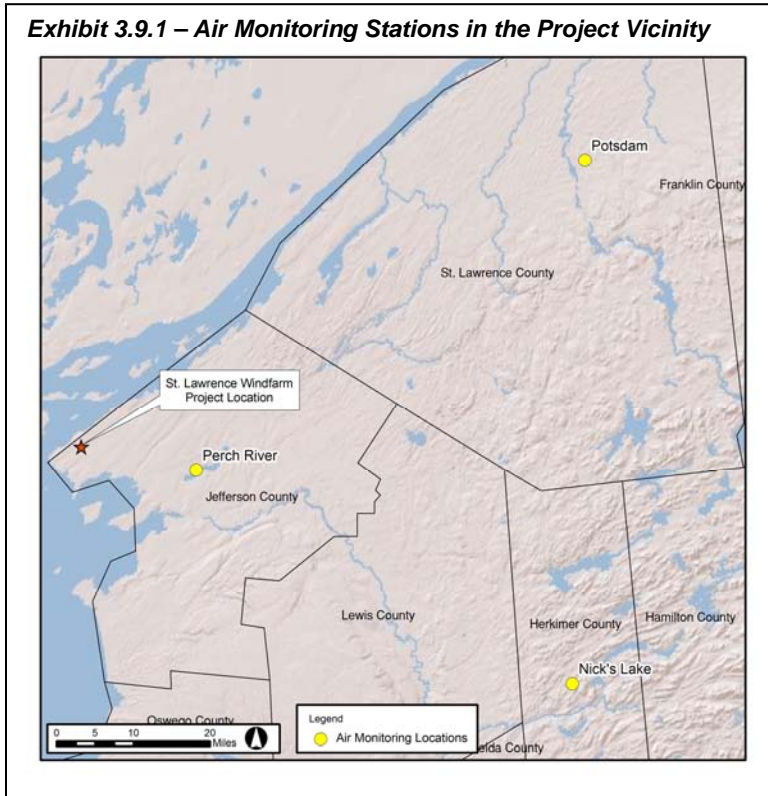 Exhibit 3.9.1 – Air Monitoring Stations in the Project Vicinity
Potsdam
Franklin County
St. Lawrence County
St. Lawrence Windfarm
Project Location
Perch River
Jefferson County
Lewis County
Herkimer County
Hamilton County
Nick's Lake
Oswego County
eida County
0 5 10 20
Miles
Legend
Air Monitoring Locations